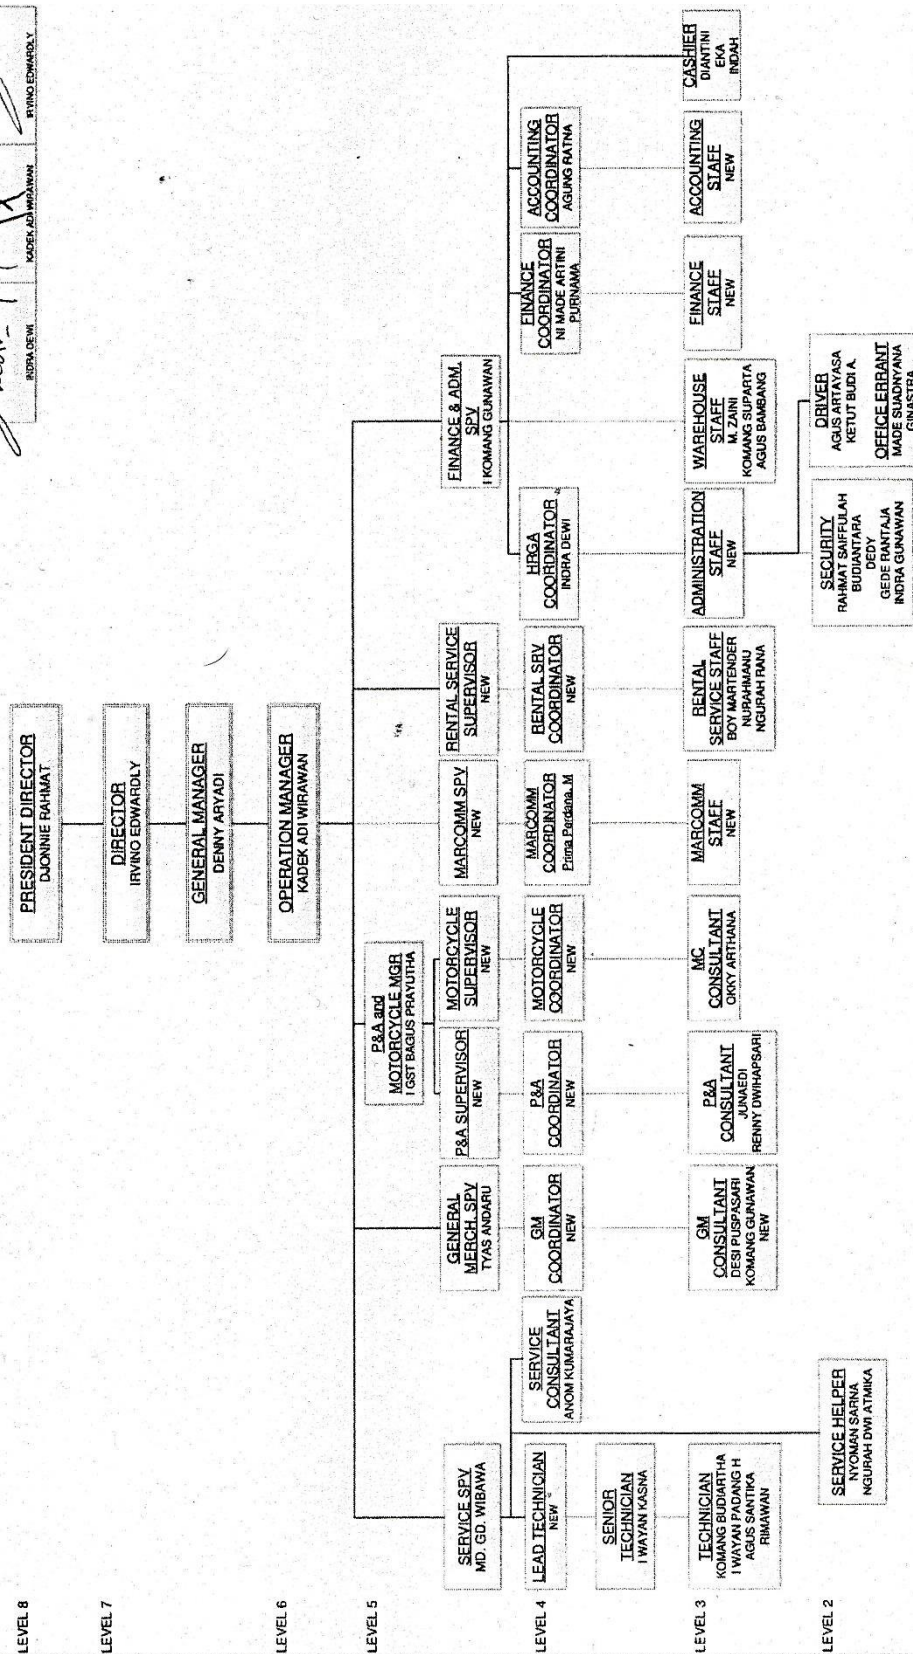 INDRA DEWI
KADEK ADI WIRAWAN
IRVINO EDWARDLY
LEVEL 8
PRESIDENT DIRECTOR
DJONNIE RAHMAT
LEVEL 7
DIRECTOR
IRVINO EDWARDLY
GENERAL MANAGER
DENNY ARYADI
LEVEL 6
OPERATION MANAGER
KADEK ADI WIRAWAN
LEVEL 5
P&A and
MOTORCYCLE MGR
I GST BAGUS PRAYUTHA
SERVICE SPV
MD. GD. WIBAWA
GENERAL
MERCH. SPV
TYAS ANDARU
P&A SUPERVISOR
NEW
MOTORCYCLE
SUPERVISOR
NEW
MARCOMM SPV
NEW
RENTAL SERVICE
SUPERVISOR
NEW
FINANCE & ADM.
SPV
I KOMANG GUNAWAN
LEVEL 4
LEAD TECHNICIAN
NEW
SERVICE
CONSULTANT
ANOM KUMARAJAYA
GM
COORDINATOR
NEW
P&A
COORDINATOR
NEW
MOTORCYCLE
COORDINATOR
NEW
MARCOMM
COORDINATOR
Prima Perdana. M
RENTAL SRV
COORDINATOR
NEW
HRGA
COORDINATOR
INDRA DEWI
FINANCE
COORDINATOR
NI MADE ARTINI
PURNAMA
ACCOUNTING
COORDINATOR
AGUNG RATNA
SENIOR
TECHNICIAN
I WAYAN KASNA
LEVEL 3
TECHNICIAN
KOMANG BUDIARTHA
I WAYAN PADANG H
AGUS SANTIKA
RIMAWAN
GM
CONSULTANT
DESI PUSPASARI
KOMANG GUNAWAN
NEW
P&A
CONSULTANT
JUNAEDI
RENNY DWIHAPSARI
MC
CONSULTANT
OKKY ARTHANA
MARCOMM
STAFF
NEW
RENTAL
SERVICE STAFF
BOY MARTENDER
NURAHMANU
NGURAH RANA
ADMINISTRATION
STAFF
NEW
WAREHOUSE
STAFF
M. ZAINI
KOMANG SUPARTA
AGUS BAMBANG
FINANCE
STAFF
NEW
ACCOUNTING
STAFF
NEW
CASHIER
DIANTINI
EKA
INDAH
LEVEL 2
SERVICE HELPER
NYOMAN SARNA
NGURAH DWI ATMIKA
SECURITY
RAHMAT SAIFFULAH
BUDIANTARA
DEDY
GEDE RANTAJA
INDRA GUNAWAN
DRIVER
AGUS ARTAYASA
KETUT BUDI A.
OFFICE ERRANT
MADE SUADNYANA
GINASTRA